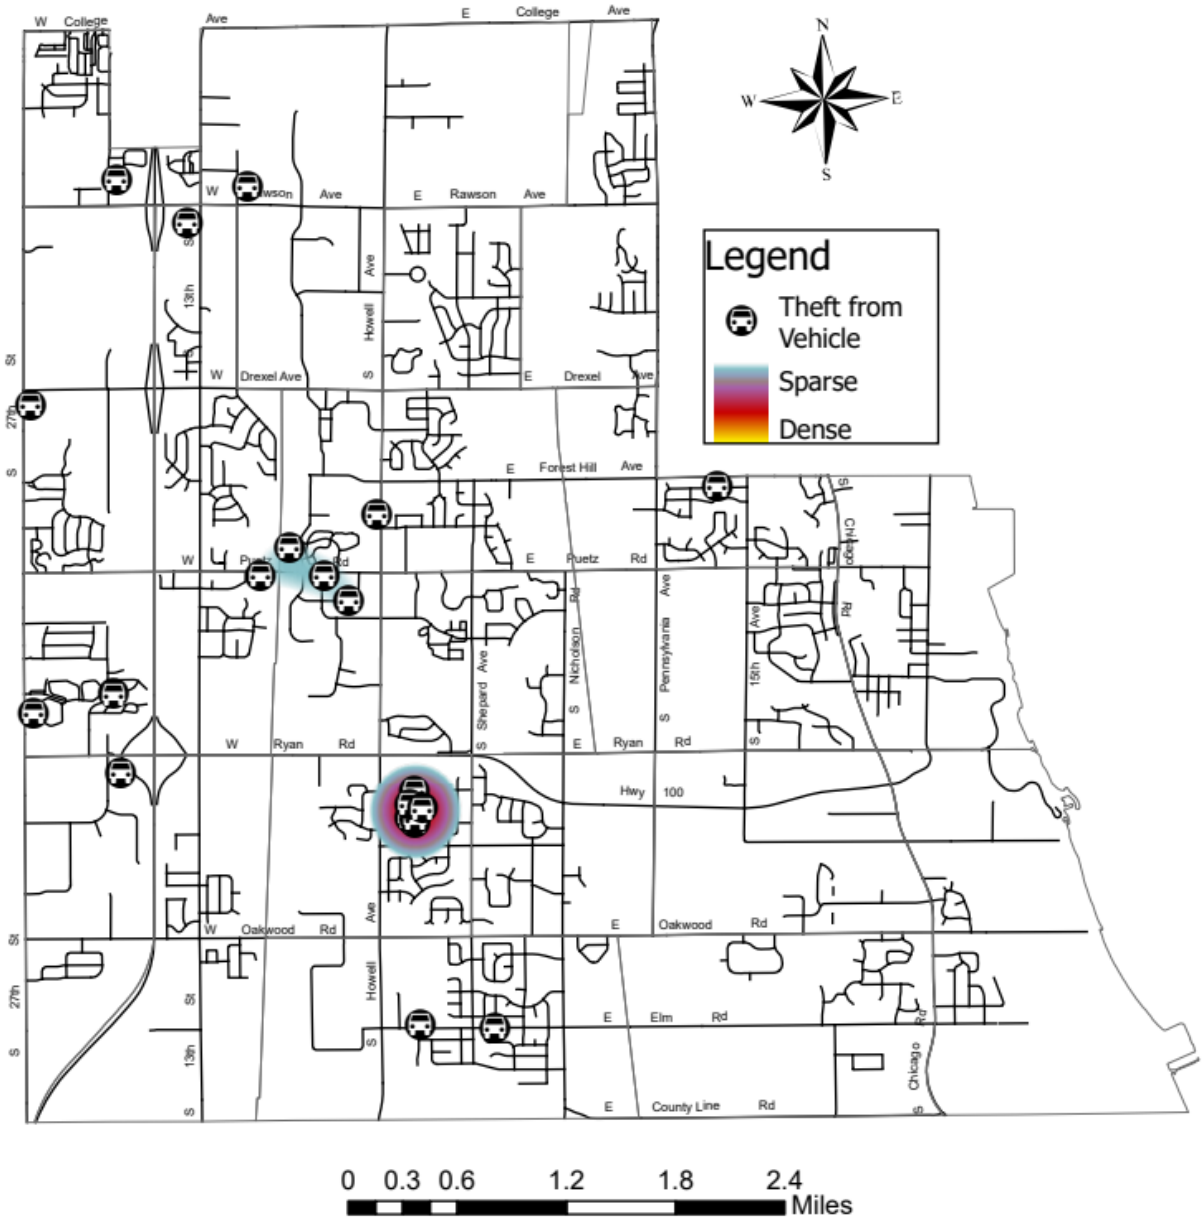 W College Ave
E College Ave
N
W E
S
W wson Ave
E Rawson Ave
Legend
Theft from
Vehicle
Sparse
Dense
S 13th S
S Howell Ave
S 27th St
W Drexel Ave
E Drexel Ave
E Forest Hill Ave
S Chicago Rd
W Puetz Rd
E Puetz Rd
S Shepard Ave
S Nicholson Rd
S Pennsylvania Ave
S 15th Ave
W Ryan Rd
E Ryan Rd
Hwy 100
W Oakwood Rd
E Oakwood Rd
S 27th St
S 13th St
S Howell Ave
E Elm Rd
S Chicago Rd
E County Line Rd
0 0.3 0.6 1.2 1.8 2.4
Miles